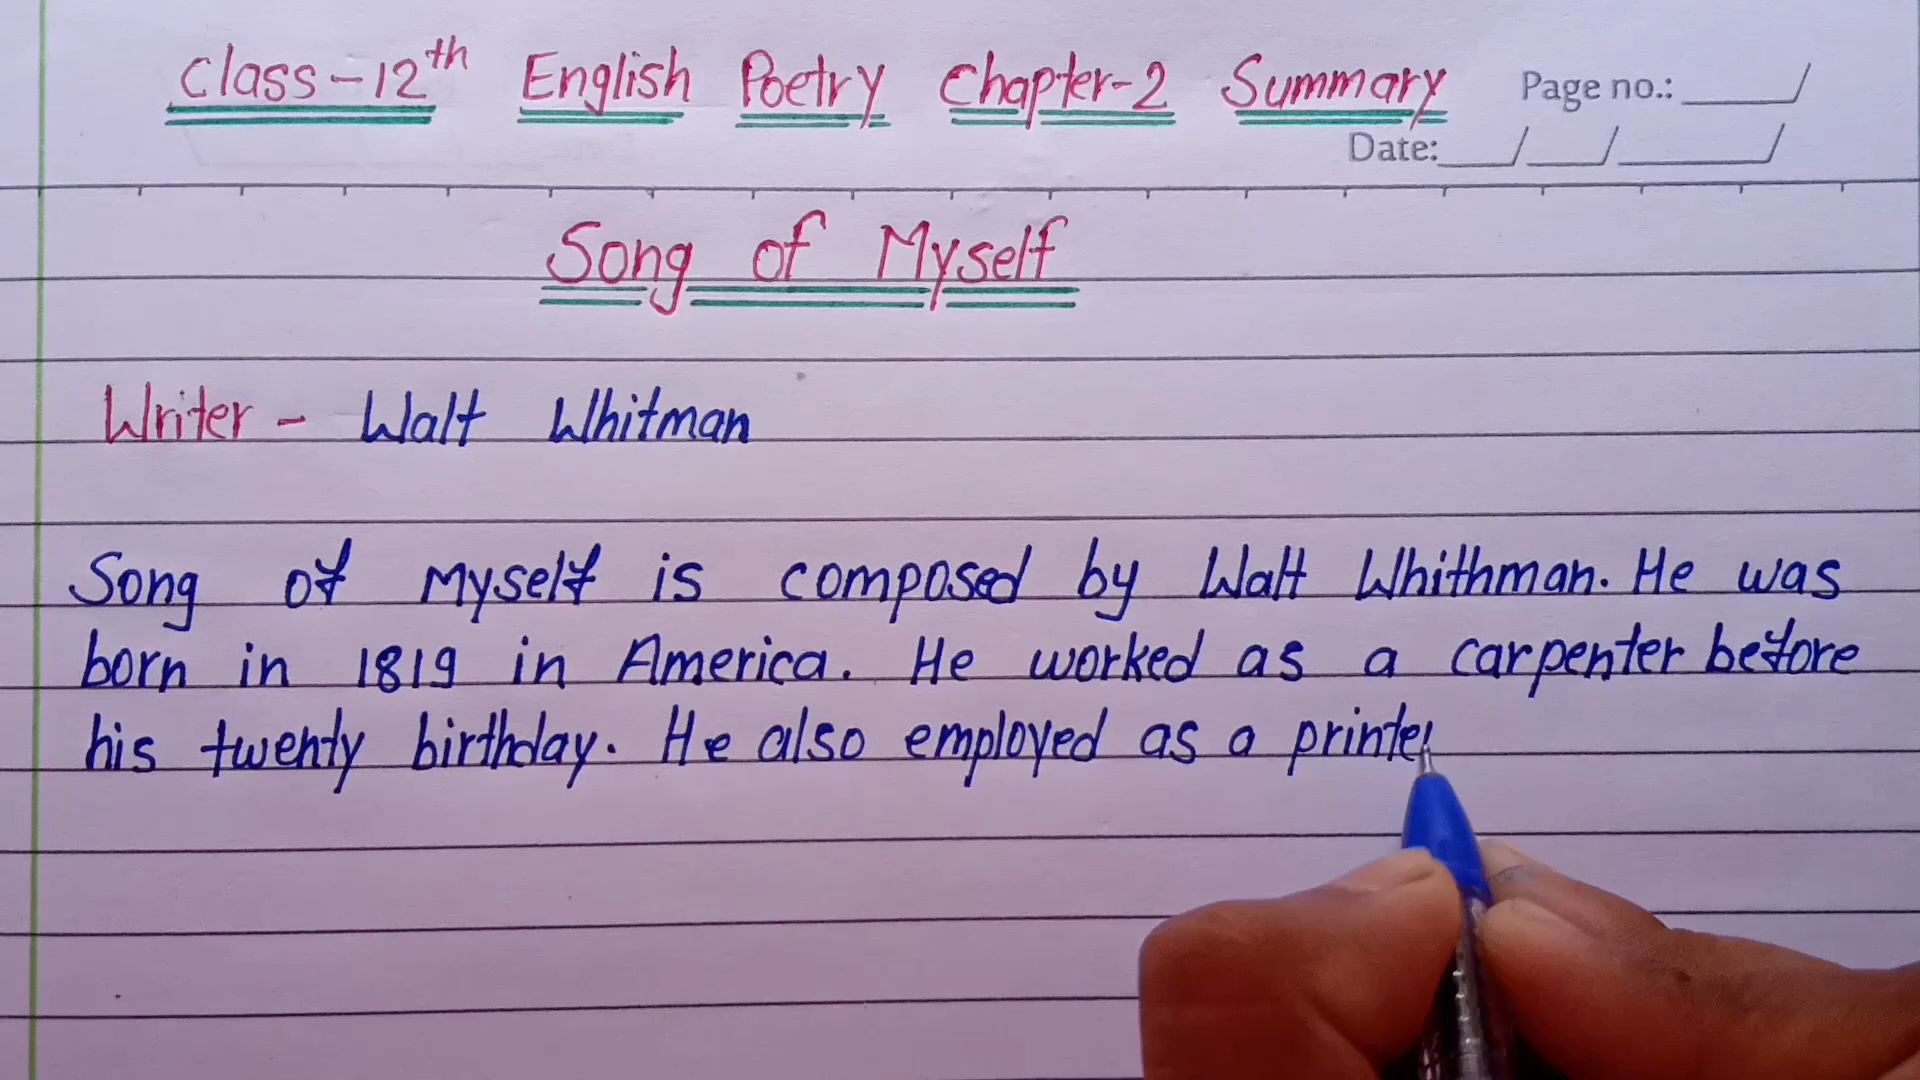 Class-12th English Poetry Chapter-2 Summary
Page no.:
Date:
Song of Myself
Writer - Walt Whitman
Song of Myself is composed by Walt Whithman. He was
born in 1819 in America. He worked as a carpenter before
his twenty birthday. He also employed as a printer